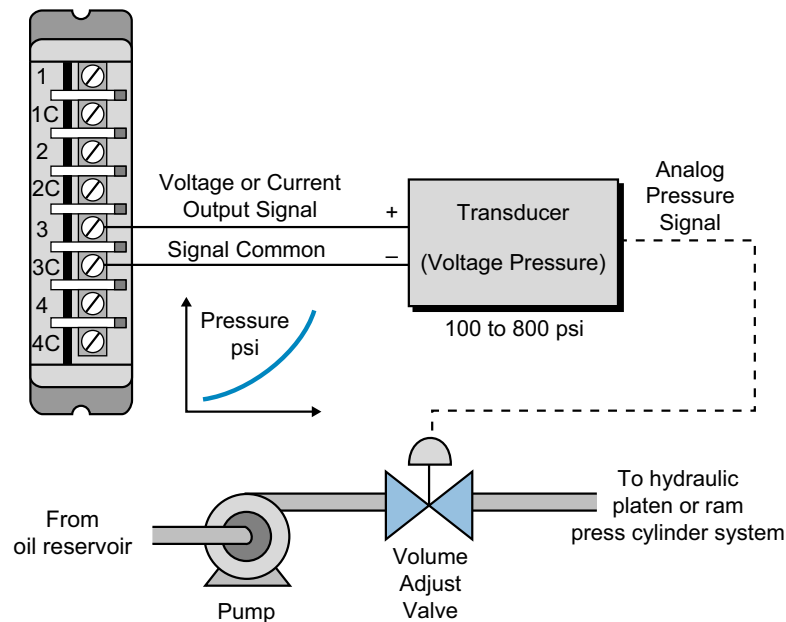 1
1C
2
2C
3
3C
4
4C
Voltage or Current
Output Signal
Signal Common
+
–
Transducer
(Voltage Pressure)
100 to 800 psi
Analog
Pressure
Signal
Pressure
psi
From
oil reservoir
Pump
Volume
Adjust
Valve
To hydraulic
platen or ram
press cylinder system